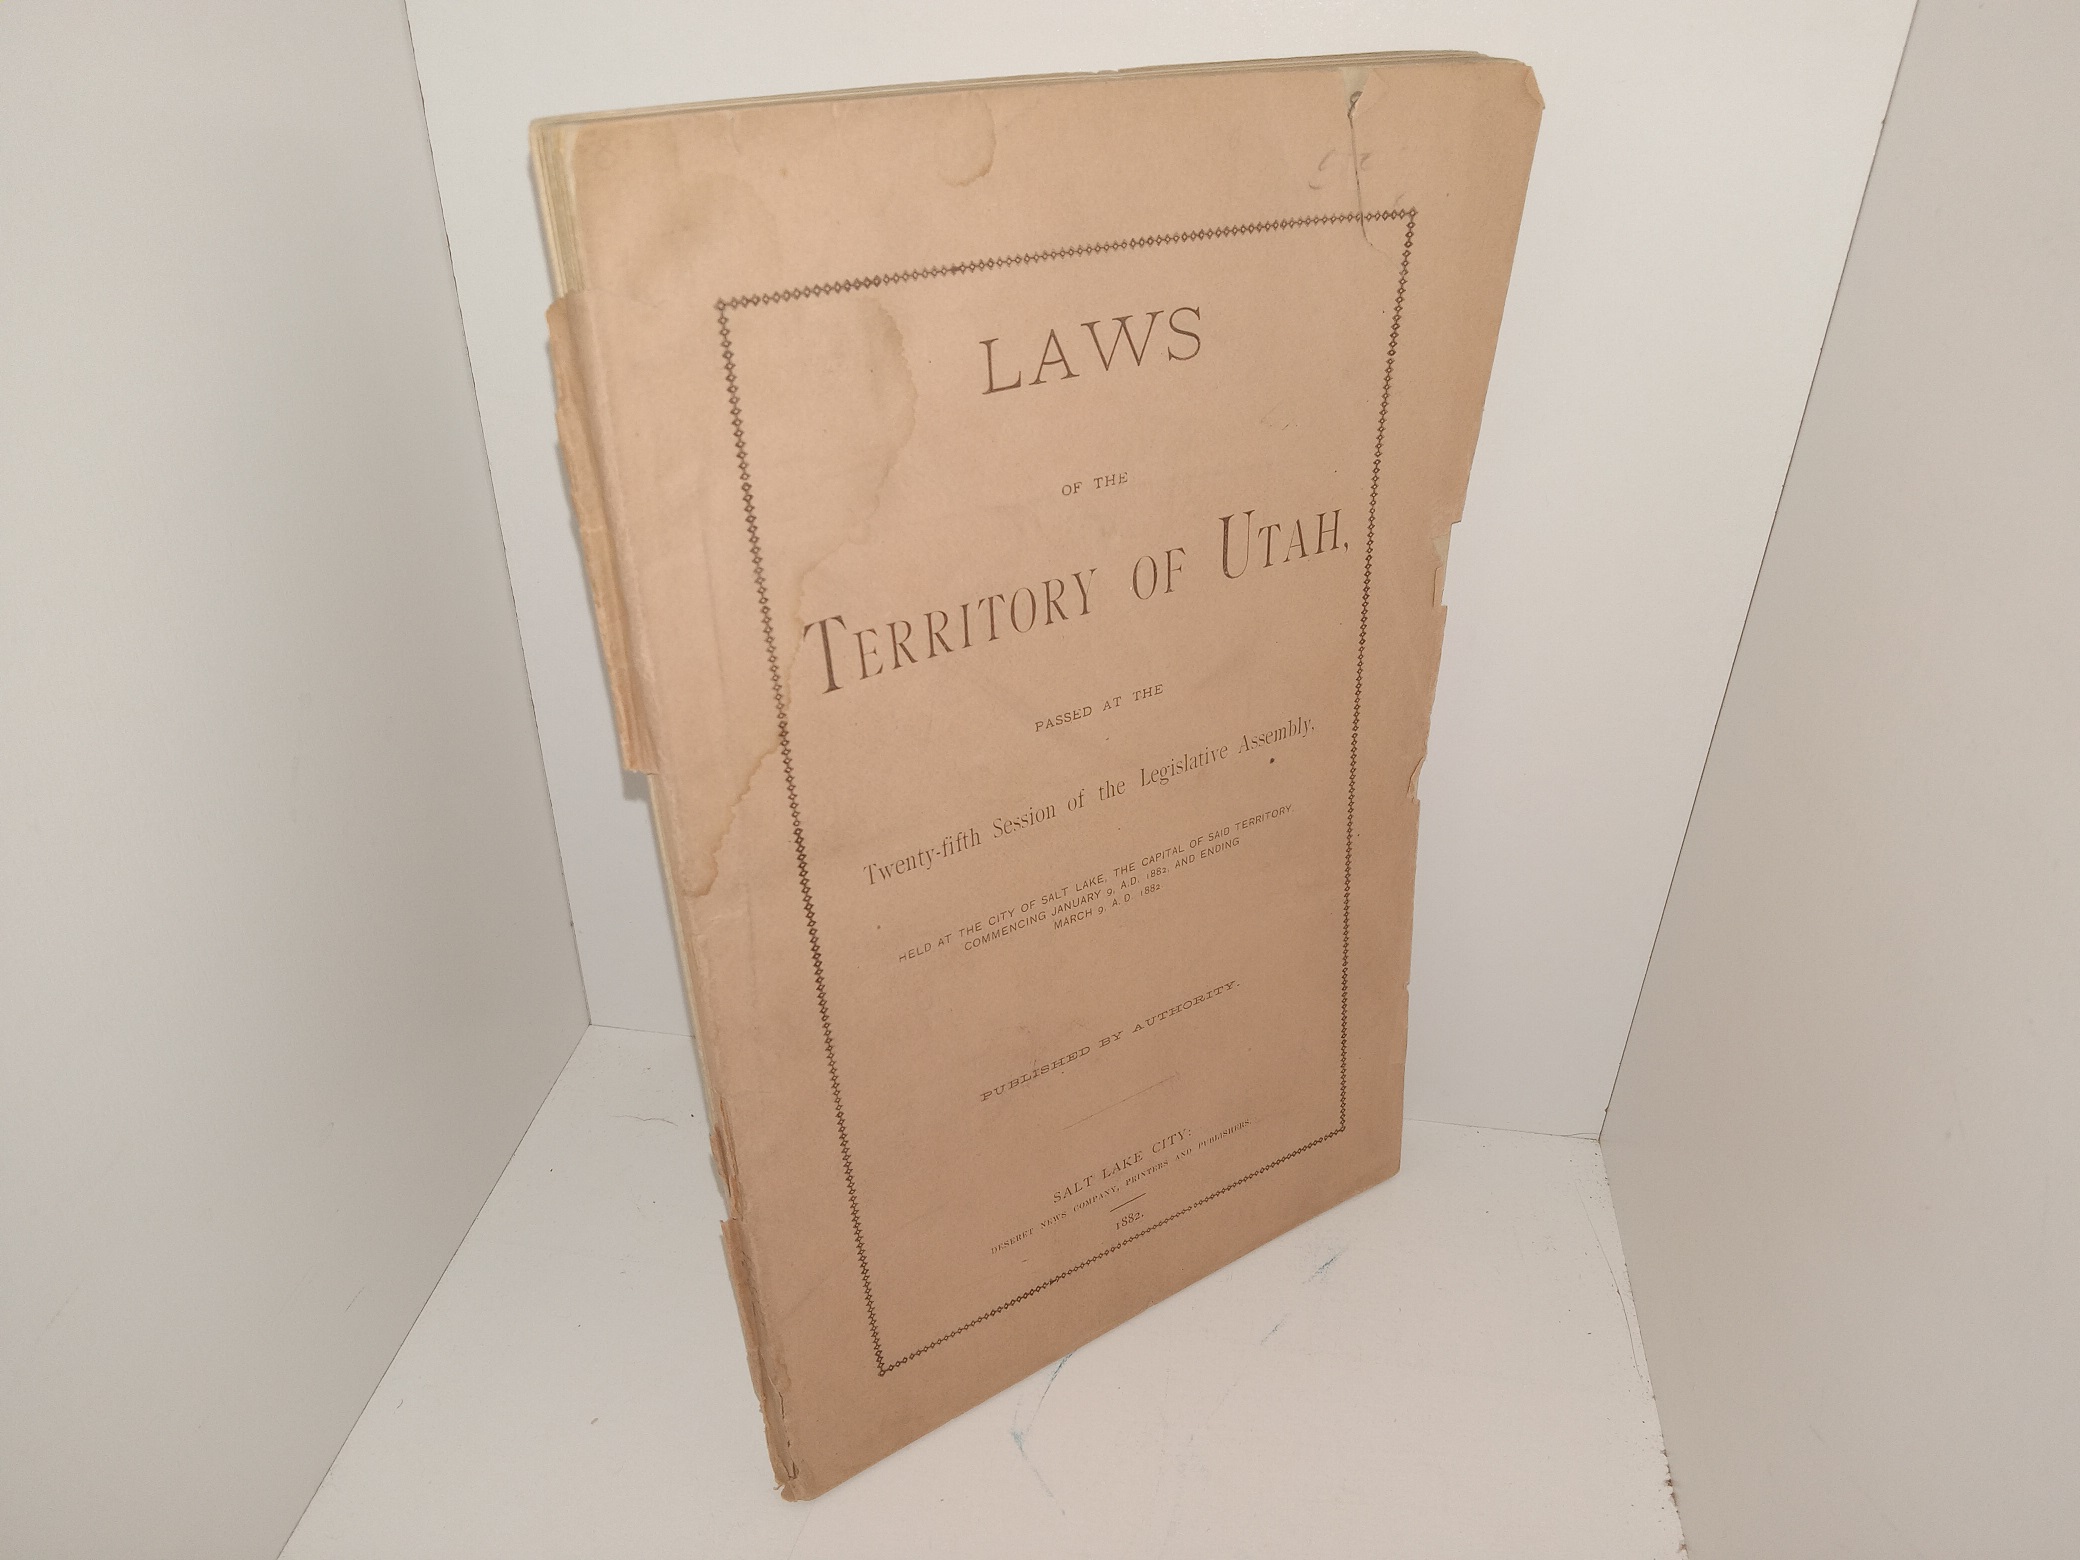 LAWS
OF THE
TERRITORY OF UTAH,
PASSED AT THE
Twenty-fifth Session of the Legislative Assembly,
HELD AT THE CITY OF SALT LAKE, THE CAPITAL OF SAID TERRITORY,
COMMENCING JANUARY 9, A.D. 1882, AND ENDING
MARCH 9, A. D. 1882
PUBLISHED BY AUTHORITY.
SALT LAKE CITY:
DESERET NEWS COMPANY, PRINTERS AND PUBLISHERS.
1882.